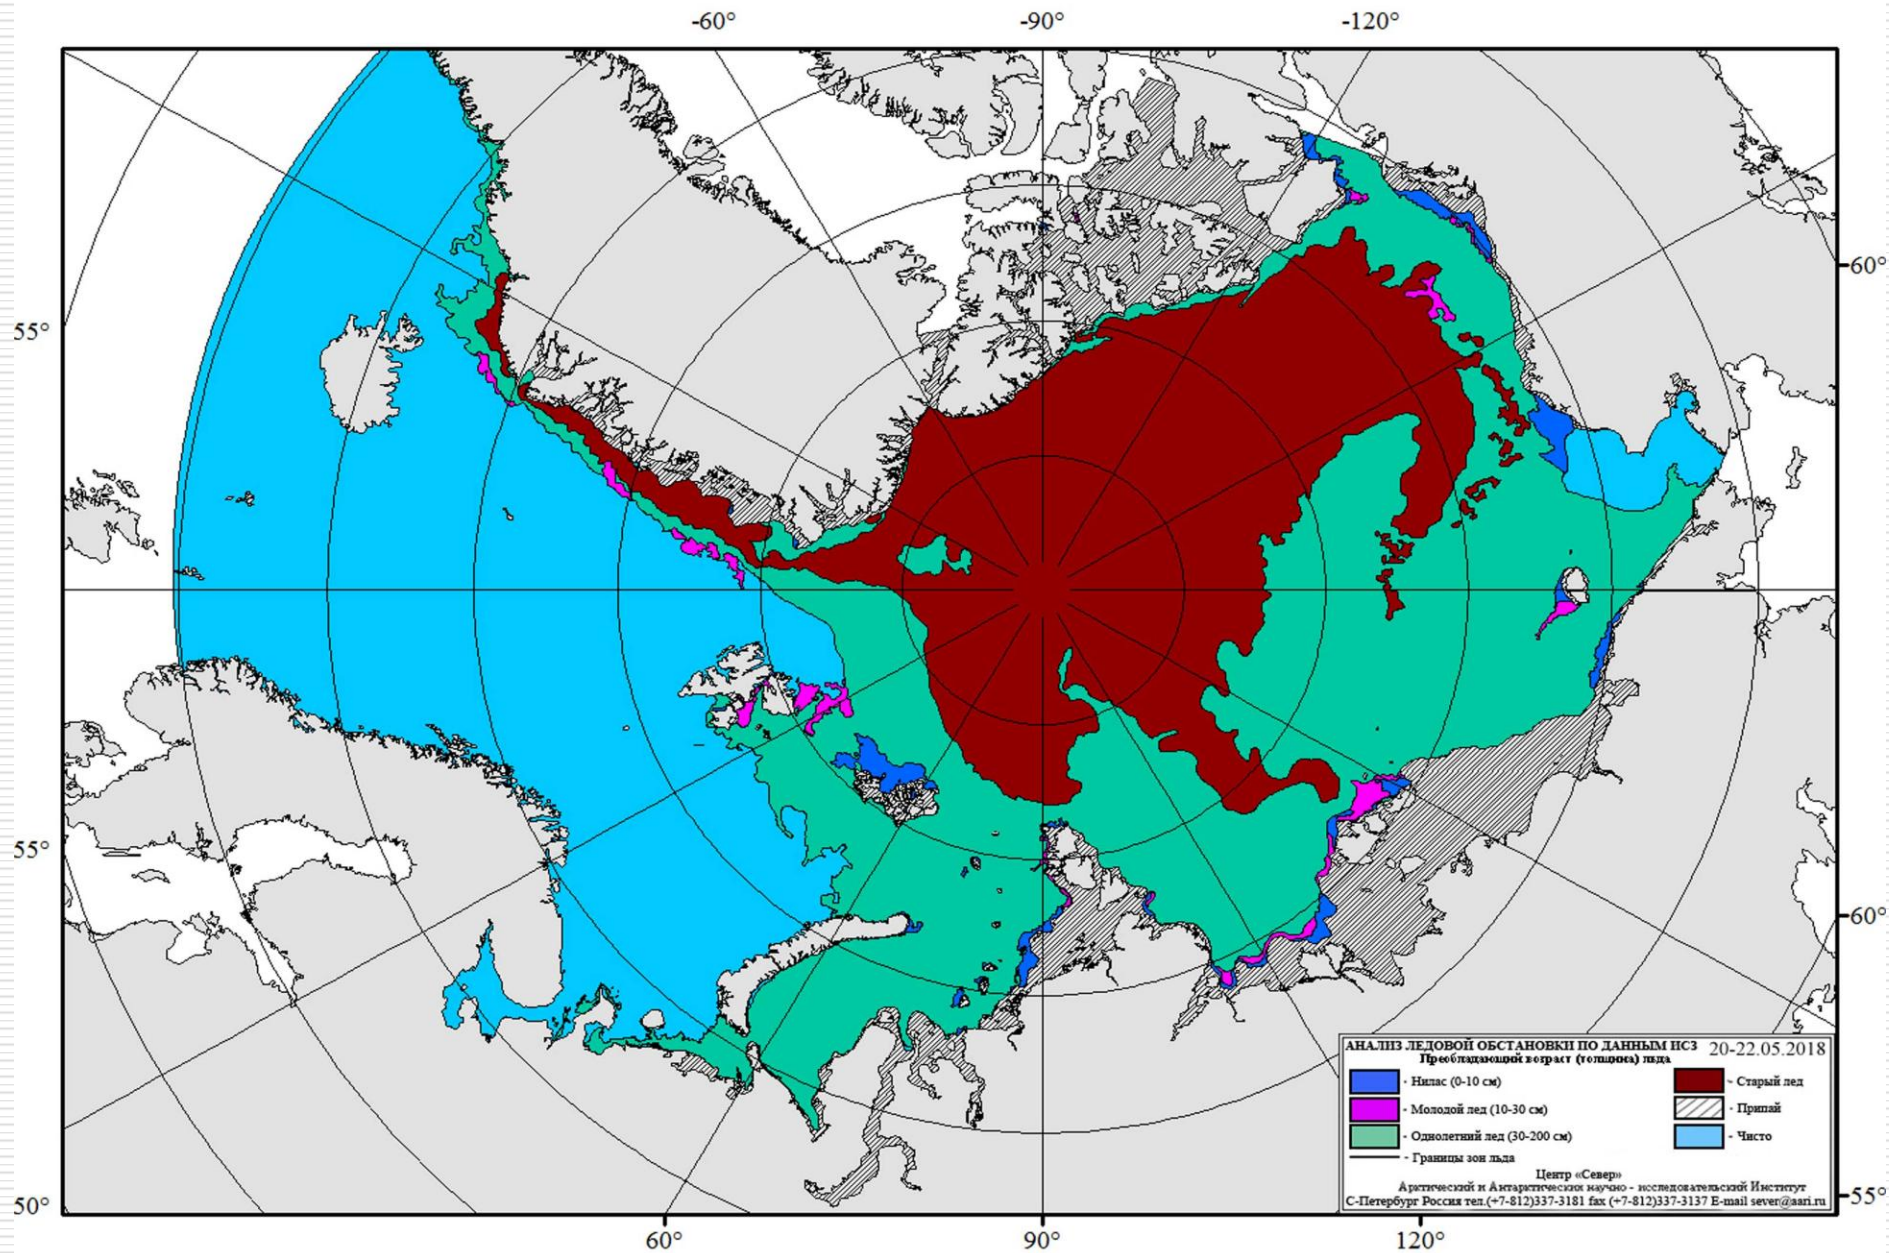 -60° -90° -120°
60°
55°
55°
60°
50°
55°
60° 90° 120°
АНАЛИЗ ЛЕДОВОЙ ОБСТАНОВКИ ПО ДАННЫМ ИСЗ 20-22.05.2018
Преобладающий возраст (толщина) льда
- Нилас (0-10 см) - Старый лед
- Молодой лед (10-30 см) - Припай
- Однолетний лед (30-200 см) - Чисто
- Границы зон льда
Центр «Север»
Арктический и Антарктический научно - исследовательский Институт
С-Петербург Россия тел.(+7-812)337-3181 fax (+7-812)337-3137 E-mail sever@aari.ru